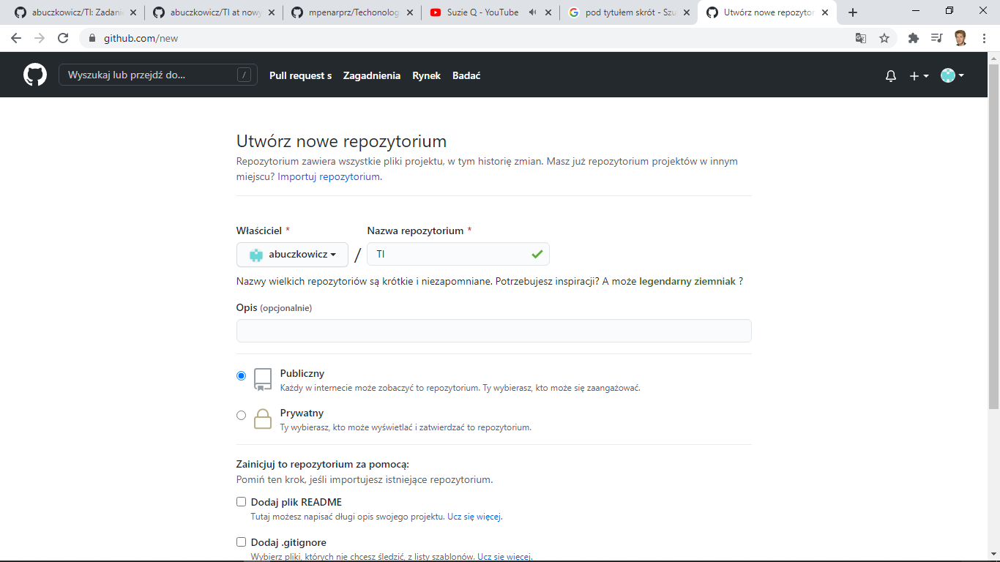 abuczkowicz/TI: Zadani
abuczkowicz/TI at nowy
mpenarprz/Techonolog
Suzie Q - YouTube
pod tytułem skrót - Szu
Utwórz nowe repozytor
github.com/new
Wyszukaj lub przejdź do...
/
Pull request s
Zagadnienia
Rynek
Badać
Utwórz nowe repozytorium
Repozytorium zawiera wszystkie pliki projektu, w tym historię zmian. Masz już repozytorium projektów w innym
miejscu? Importuj repozytorium.
Właściciel *
Nazwa repozytorium *
abuczkowicz
/
TI
Nazwy wielkich repozytoriów są krótkie i niezapomniane. Potrzebujesz inspiracji? A może legendarny ziemniak ?
Opis (opcjonalnie)
Publiczny
Każdy w internecie może zobaczyć to repozytorium. Ty wybierasz, kto może się zaangażować.
Prywatny
Ty wybierasz, kto może wyświetlać i zatwierdzać to repozytorium.
Zainicjuj to repozytorium za pomocą:
Pomiń ten krok, jeśli importujesz istniejące repozytorium.
Dodaj plik README
Tutaj możesz napisać długi opis swojego projektu. Ucz się więcej.
Dodaj .gitignore
Wybierz pliki, których nie chcesz śledzić, z listy szablonów. Ucz się więcej.